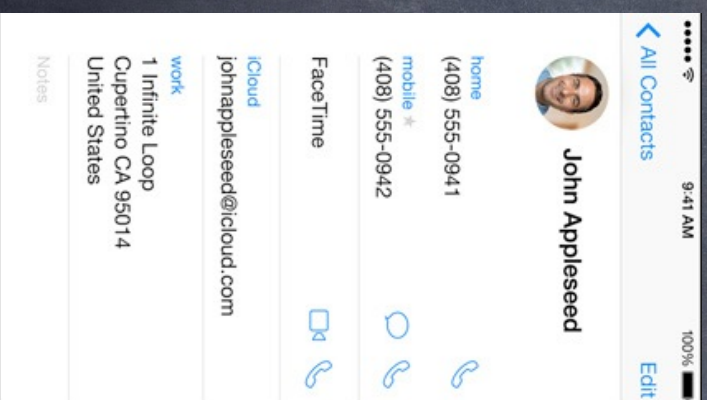 9:41 AM 100%
All Contacts Edit
John Appleseed
home
(408) 555-0941
mobile ★
(408) 555-0942
FaceTime
iCloud
johnappleseed@icloud.com
work
1 Infinite Loop
Cupertino CA 95014
United States
Notes